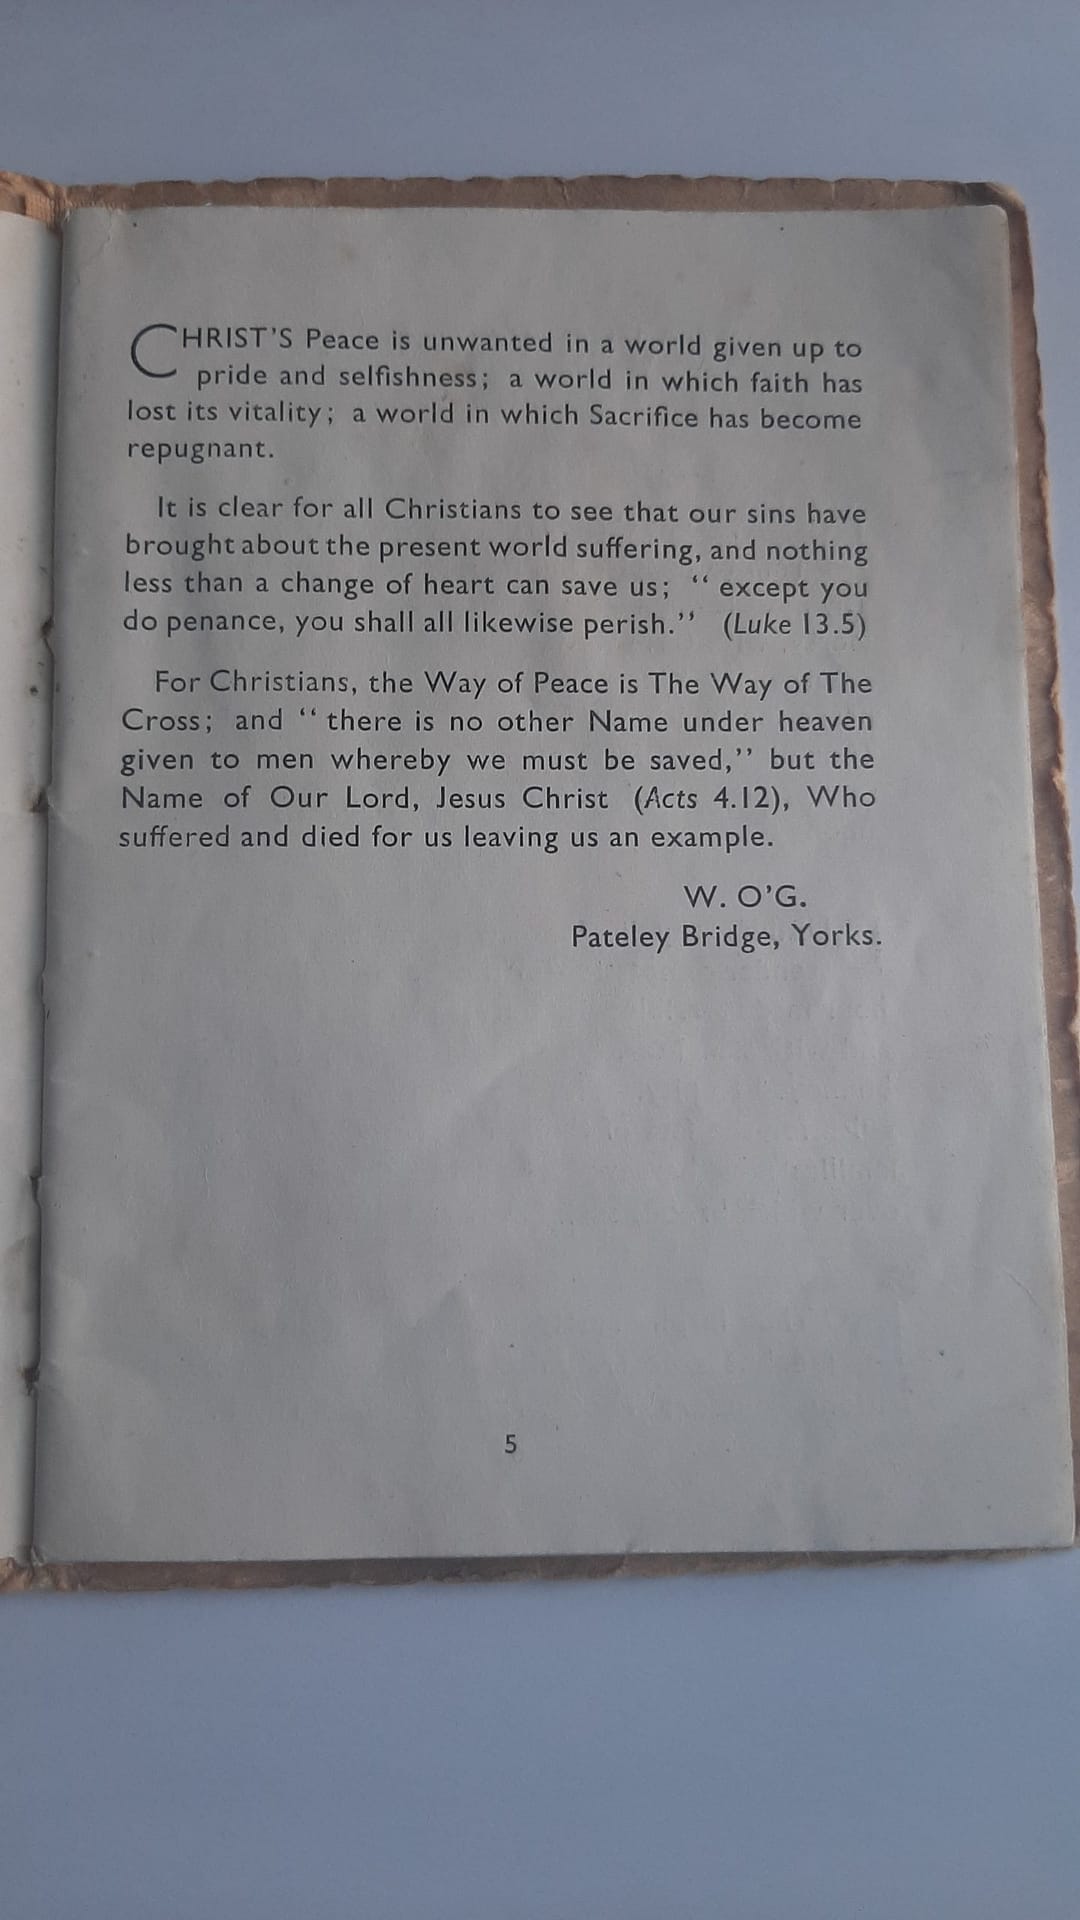 CHRIST'S Peace is unwanted in a world given up to
pride and selfishness; a world in which faith has
lost its vitality; a world in which Sacrifice has become
repugnant.
It is clear for all Christians to see that our sins have
brought about the present world suffering, and nothing
less than a change of heart can save us; “except you
do penance, you shall all likewise perish.” (Luke 13.5)
For Christians, the Way of Peace is The Way of The
Cross; and “there is no other Name under heaven
given to men whereby we must be saved,” but the
Name of Our Lord, Jesus Christ (Acts 4.12), Who
suffered and died for us leaving us an example.
W. O'G.
Pateley Bridge, Yorks.
5